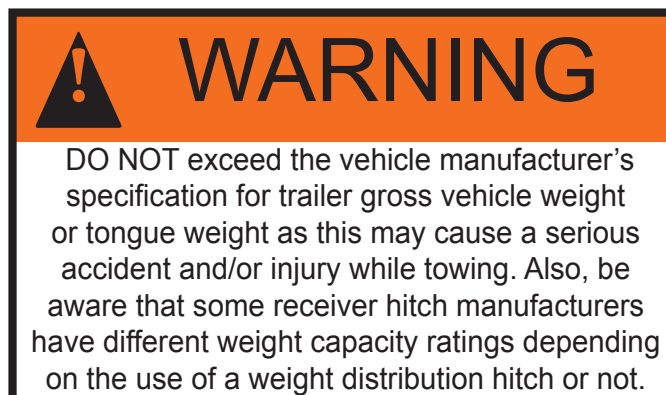 WARNING
DO NOT exceed the vehicle manufacturer’s
specification for trailer gross vehicle weight
or tongue weight as this may cause a serious
accident and/or injury while towing. Also, be
aware that some receiver hitch manufacturers
have different weight capacity ratings depending
on the use of a weight distribution hitch or not.